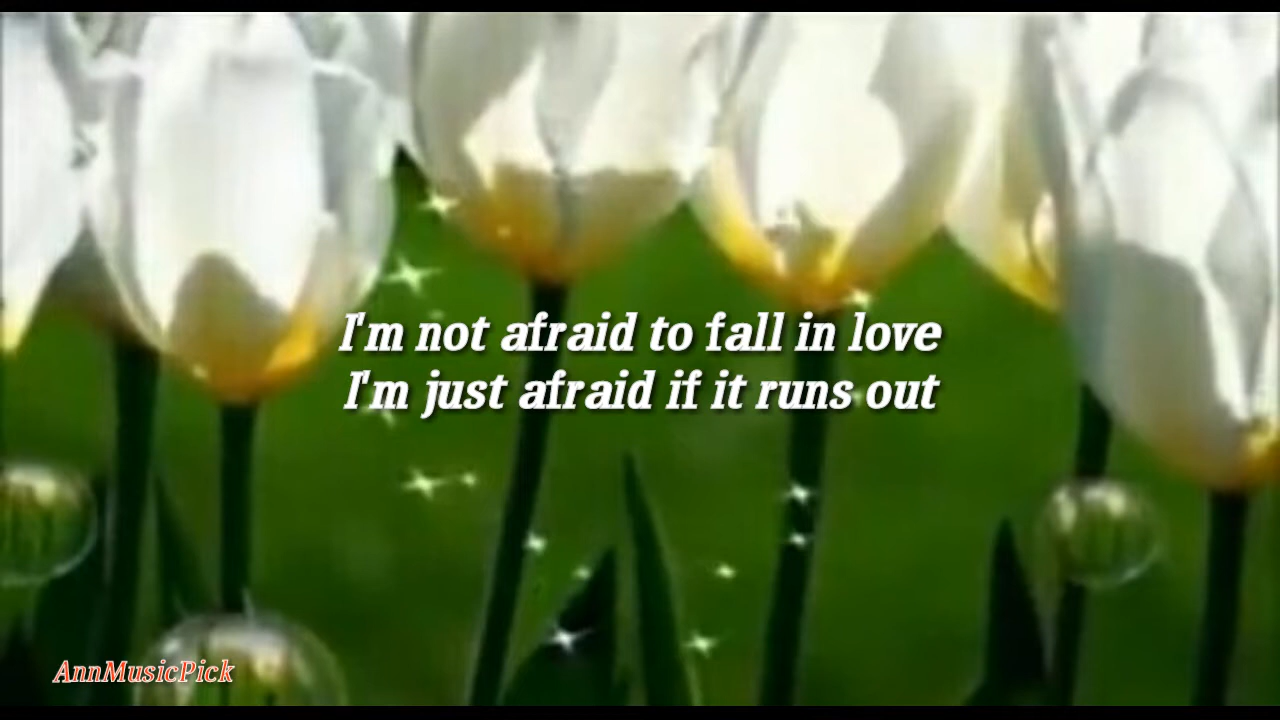 I'm not afraid to fall in love
I'm just afraid if it runs out
AnnMusicPick